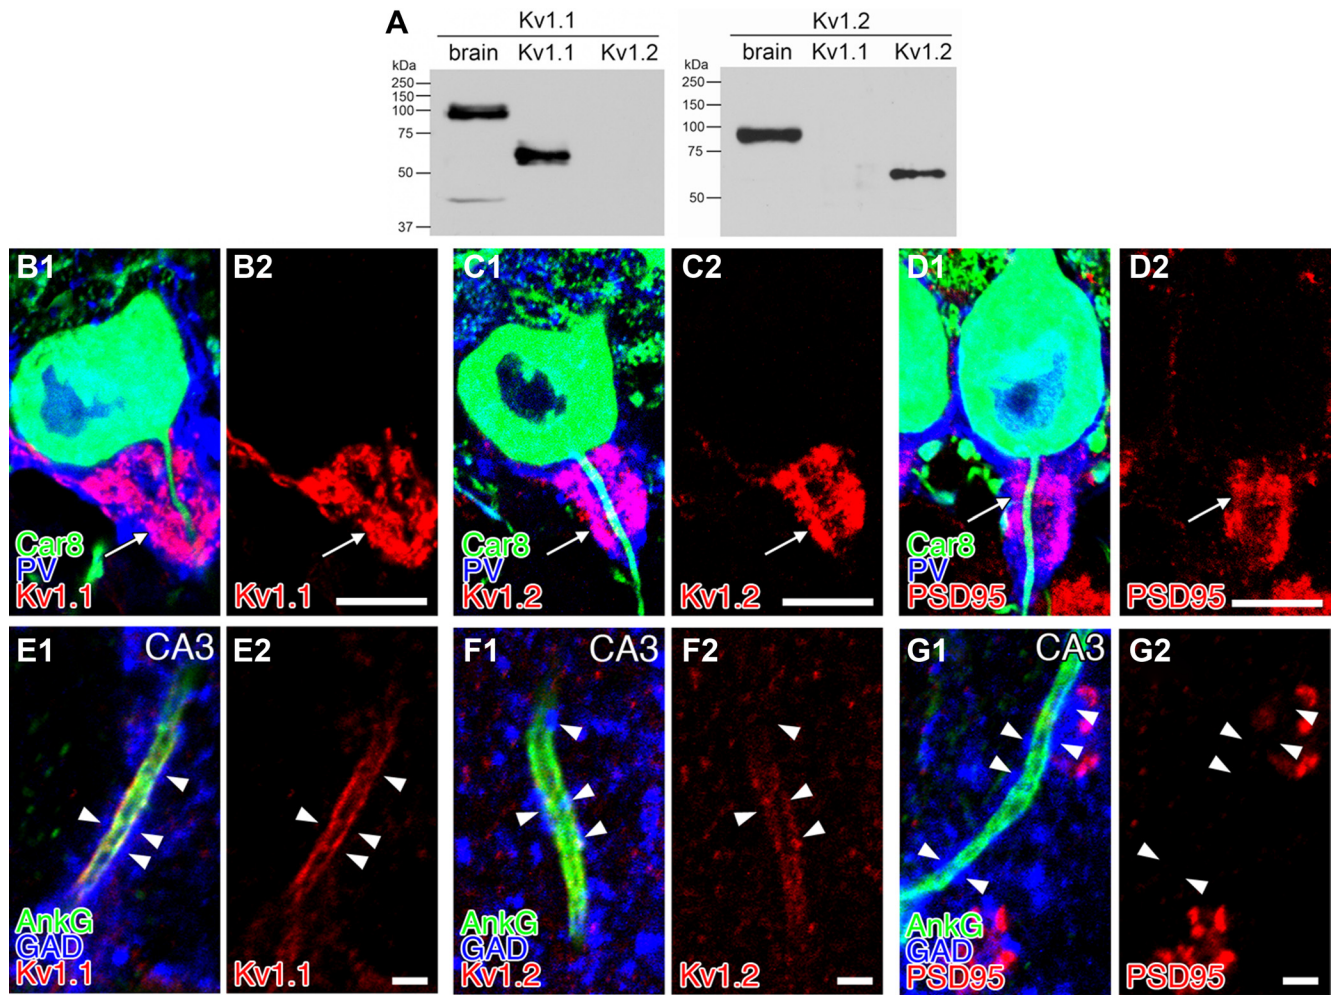 A
Kv1.1
brain Kv1.1 Kv1.2
kDa
250
150
100
75
50
37
Kv1.2
brain Kv1.1 Kv1.2
kDa
250
150
100
75
50
B1
Car8
PV
Kv1.1
B2
Kv1.1
C1
Car8
PV
Kv1.2
C2
Kv1.2
D1
Car8
PV
PSD95
D2
PSD95
E1 CA3
AnkG
GAD
Kv1.1
E2
Kv1.1
F1 CA3
AnkG
GAD
Kv1.2
F2
Kv1.2
G1 CA3
AnkG
GAD
PSD95
G2
PSD95